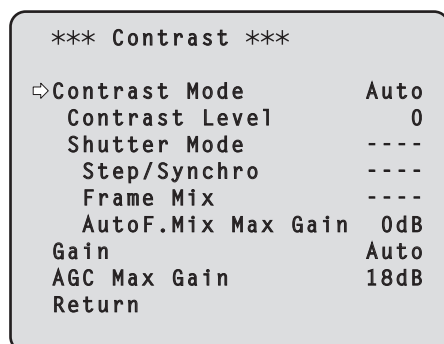 *** Contrast ***
⇨Contrast Mode Auto
Contrast Level 0
Shutter Mode ----
Step/Synchro ----
Frame Mix ----
AutoF.Mix Max Gain 0dB
Gain Auto
AGC Max Gain 18dB
Return